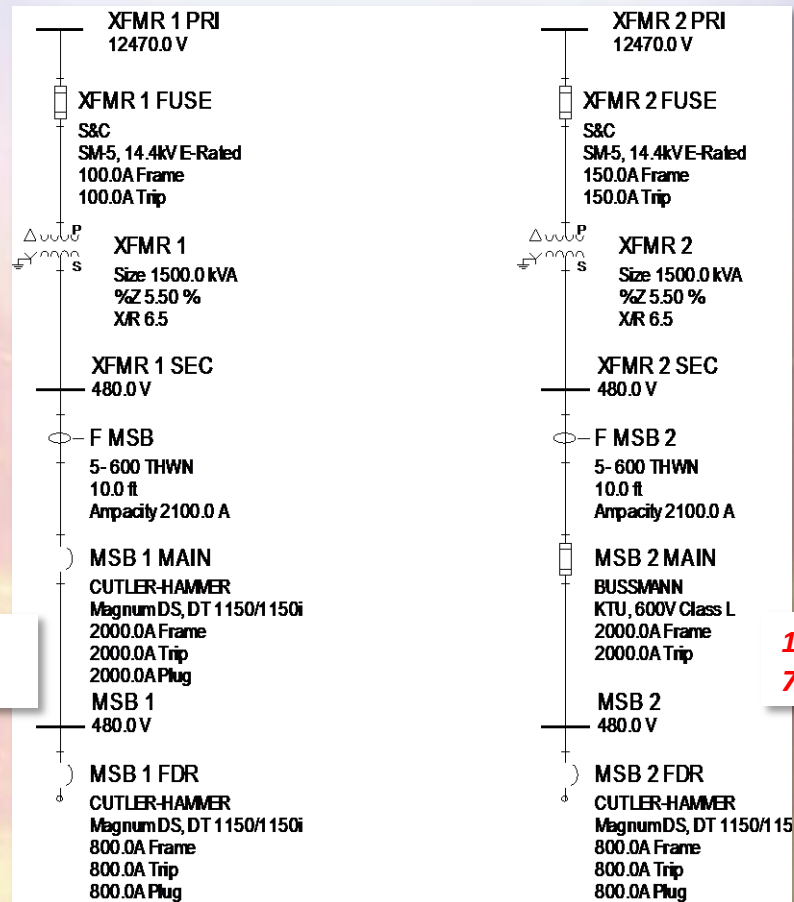 XFMR 1 PRI
12470.0 V
XFMR 1 FUSE
S&C
SM-5, 14.4kV E-Rated
100.0A Frame
100.0A Trip
P
S
XFMR 1
Size 1500.0 kVA
%Z 5.50 %
X/R 6.5
XFMR 1 SEC
480.0 V
F MSB
5- 600 THWN
10.0 ft
Ampacity 2100.0 A
MSB 1 MAIN
CUTLER-HAMMER
Magnum DS, DT 1150/1150i
2000.0A Frame
2000.0A Trip
2000.0A Plug
MSB 1
480.0 V
MSB 1 FDR
CUTLER-HAMMER
Magnum DS, DT 1150/1150i
800.0A Frame
800.0A Trip
800.0A Plug
XFMR 2 PRI
12470.0 V
XFMR 2 FUSE
S&C
SM-5, 14.4kV E-Rated
150.0A Frame
150.0A Trip
P
S
XFMR 2
Size 1500.0 kVA
%Z 5.50 %
X/R 6.5
XFMR 2 SEC
480.0 V
F MSB 2
5- 600 THWN
10.0 ft
Ampacity 2100.0 A
MSB 2 MAIN
BUSSMANN
KTU, 600V Class L
2000.0A Frame
2000.0A Trip
MSB 2
480.0 V
MSB 2 FDR
CUTLER-HAMMER
Magnum DS, DT 1150/115
800.0A Frame
800.0A Trip
800.0A Plug
1
7